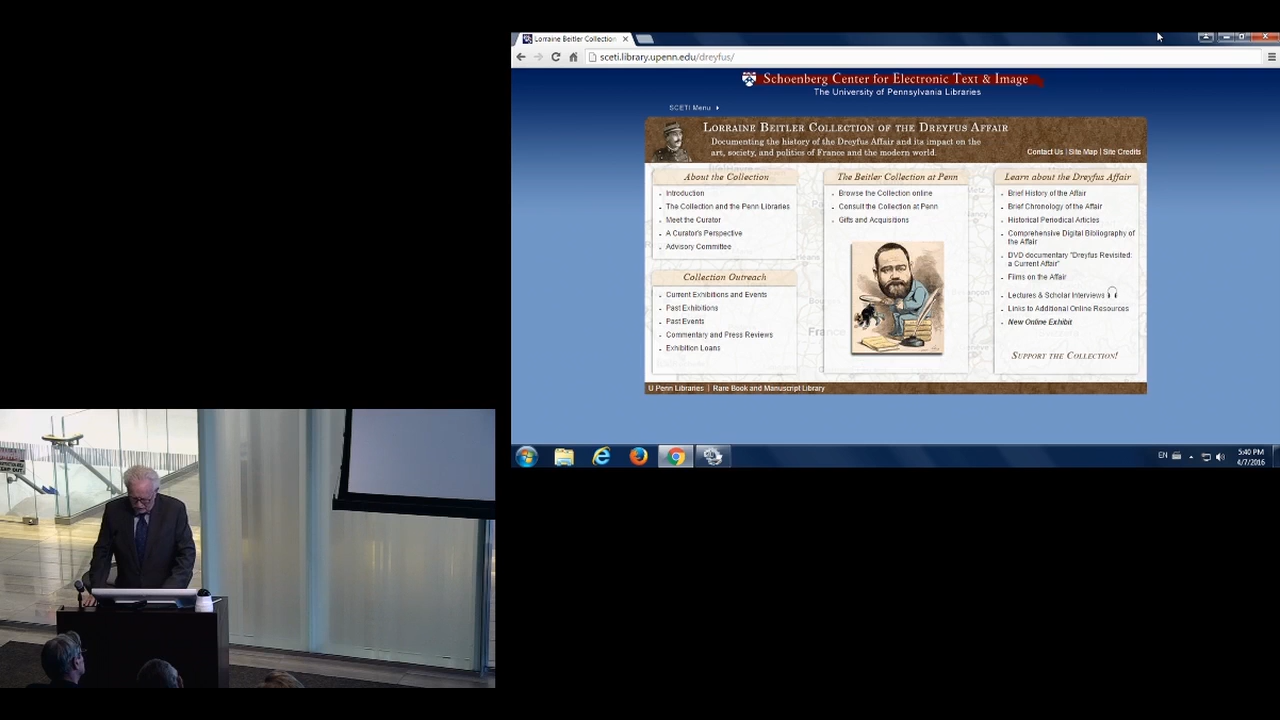 Lorraine Beitler Collection
sceti.library.upenn.edu/dreyfus/
Schoenberg Center for Electronic Text & Image
The University of Pennsylvania Libraries
SCETI Menu
Lorraine Beitler Collection of the Dreyfus Affair
Documenting the history of the Dreyfus Affair and its impact on the
art, society, and politics of France and the modern world.
Contact Us | Site Map | Site Credits
About the Collection
Introduction
The Collection and the Penn Libraries
Meet the Curator
A Curator's Perspective
Advisory Committee
Collection Outreach
Current Exhibitions and Events
Past Exhibitions
Past Events
Commentary and Press Reviews
Exhibition Loans
The Beitler Collection at Penn
Browse the Collection online
Consult the Collection at Penn
Gifts and Acquisitions
Learn about the Dreyfus Affair
Brief History of the Affair
Brief Chronology of the Affair
Historical Periodical Articles
Comprehensive Digital Bibliography of
the Affair
DVD documentary "Dreyfus Revisited:
a Current Affair"
Films on the Affair
Lectures & Scholar Interviews
Links to Additional Online Resources
New Online Exhibit
Support the Collection!
France
U Penn Libraries | Rare Book and Manuscript Library
EN
5:40 PM
4/7/2016